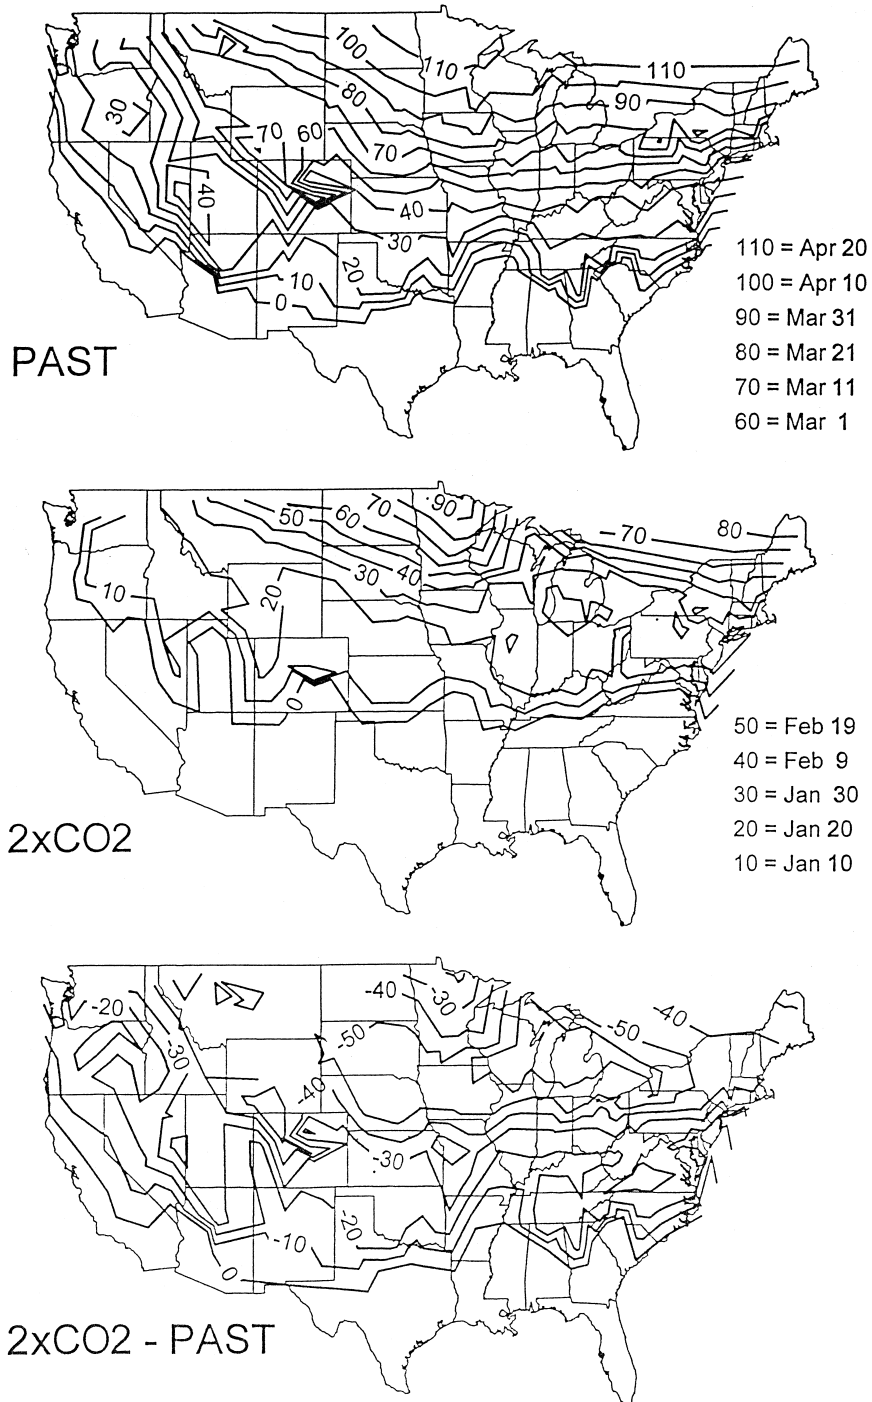 100
110
110
90
80
30
70
60
70
40
40
30
20
10
0
110 = Apr 20
100 = Apr 10
90 = Mar 31
80 = Mar 21
70 = Mar 11
60 = Mar 1
PAST
70
90
50
60
70
80
30
40
10
20
0
50 = Feb 19
40 = Feb 9
30 = Jan 30
20 = Jan 20
10 = Jan 10
2xCO2
-40
-30
-20
-50
-50
-40
-30
-40
-30
-20
-10
0
2xCO2 - PAST